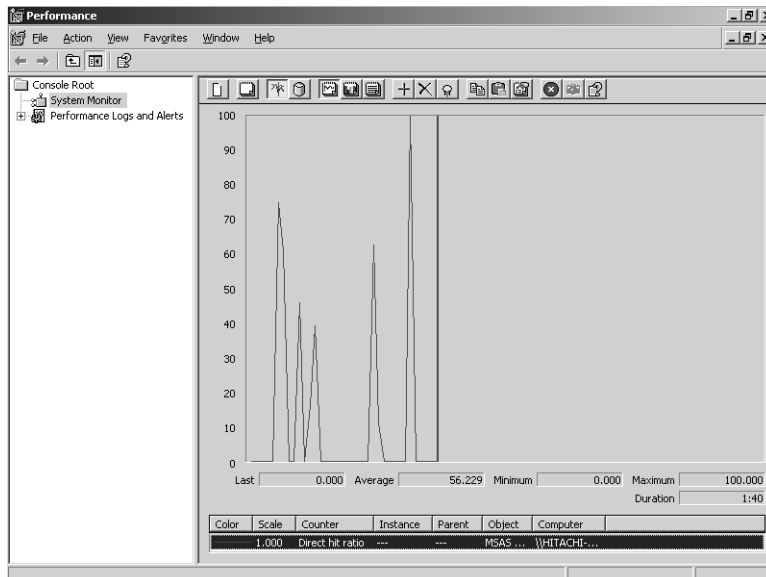 Performance
File Action View Favorites Window Help
Console Root
System Monitor
Performance Logs and Alerts
100
90
80
70
60
50
40
30
20
10
0
Last 0.000 Average 56.229 Minimum 0.000 Maximum 100.000
Duration 1:40
Color Scale Counter Instance Parent Object Computer
1.000 Direct hit ratio --- --- MSAS ... \\HITACHI-...